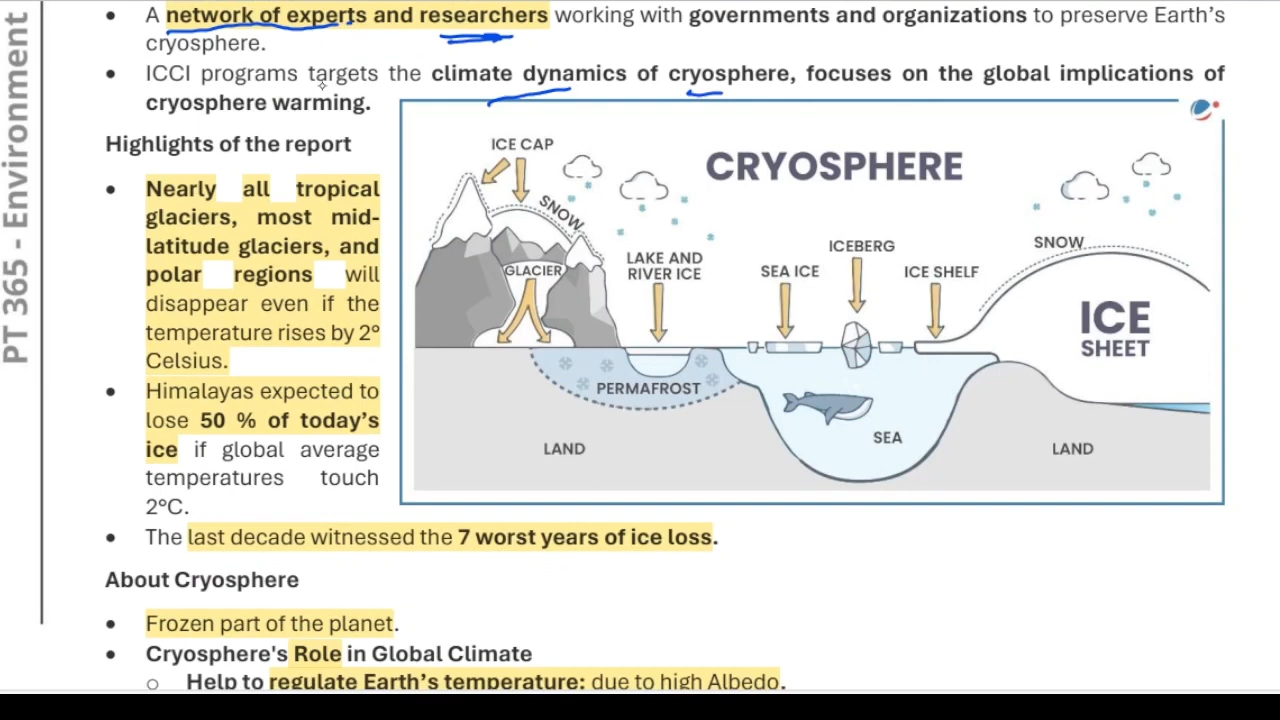 PT 365 - Environment
• A network of experts and researchers working with governments and organizations to preserve Earth’s
cryosphere.
• ICCI programs targets the climate dynamics of cryosphere, focuses on the global implications of
cryosphere warming.
Highlights of the report
• Nearly all tropical
glaciers, most mid-
latitude glaciers, and
polar regions will
disappear even if the
temperature rises by 2°
Celsius.
• Himalayas expected to
lose 50 % of today’s
ice if global average
temperatures touch
2°C.
CRYOSPHERE
ICE CAP
SNOW
GLACIER
LAKE AND
RIVER ICE
SEA ICE
ICEBERG
ICE SHELF
SNOW
ICE
SHEET
PERMAFROST
LAND
SEA
LAND
• The last decade witnessed the 7 worst years of ice loss.
About Cryosphere
• Frozen part of the planet.
• Cryosphere's Role in Global Climate
o Help to regulate Earth’s temperature: due to high Albedo.